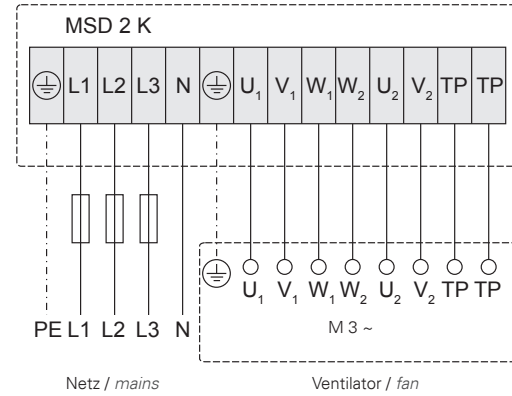 MSD 2 K
L1 L2 L3 N U₁ V₁ W₁ W₂ U₂ V₂ TP TP
U₁ V₁ W₁ W₂ U₂ V₂ TP TP
PE L1 L2 L3 N M 3 ~
Netz / mains Ventilator / fan